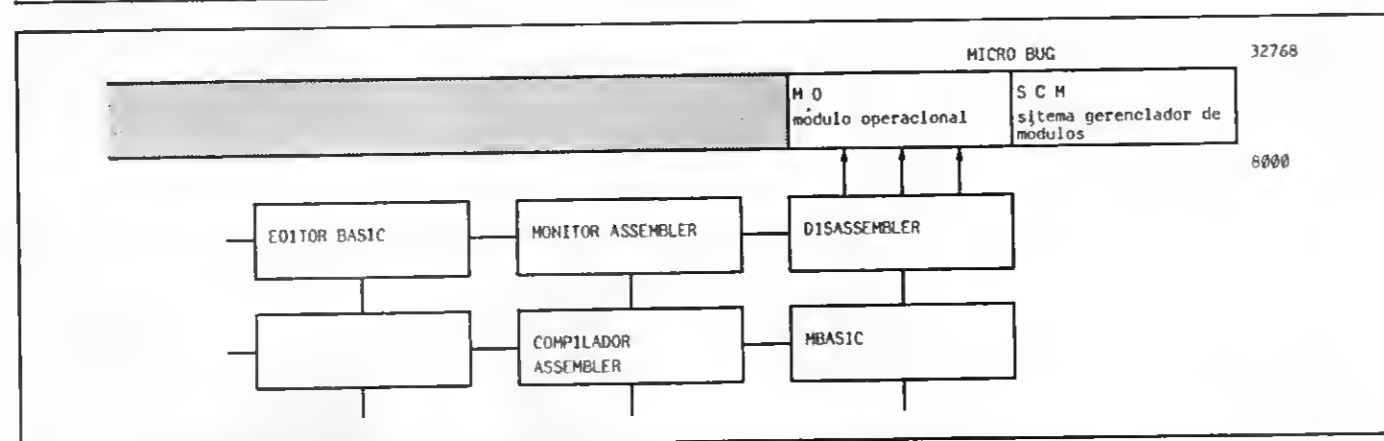 MICRO BUG
32768
M O
módulo operacional
S C M
sitema gerenciador de
modulos
8000
EDITOR BASIC
MONITOR ASSEMBLER
DISASSEMBLER
COMPILADOR
ASSEMBLER
MBASIC